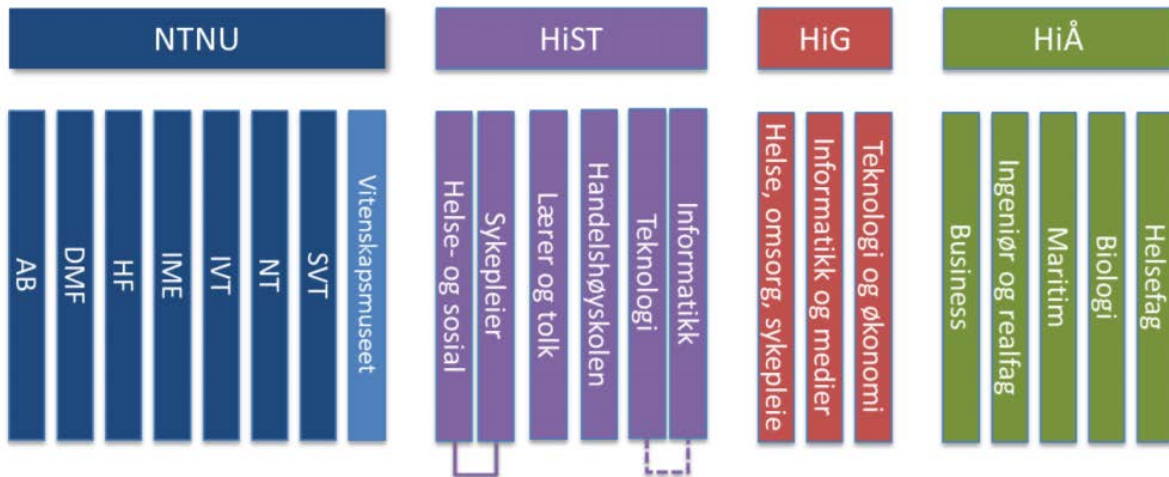 NTNU
HiST
HiG
HiÅ
AB
DMF
HF
IME
IVT
NT
SVT
Vitenskapsmuseet
Helse- og sosial
Sykepleier
Lærer og tolk
Handelshøyskolen
Teknologi
Informatikk
Helse, omsorg, sykepleie
Informatikk og medier
Teknologi og økonomi
Business
Ingeniør og realfag
Maritim
Biologi
Helsefag